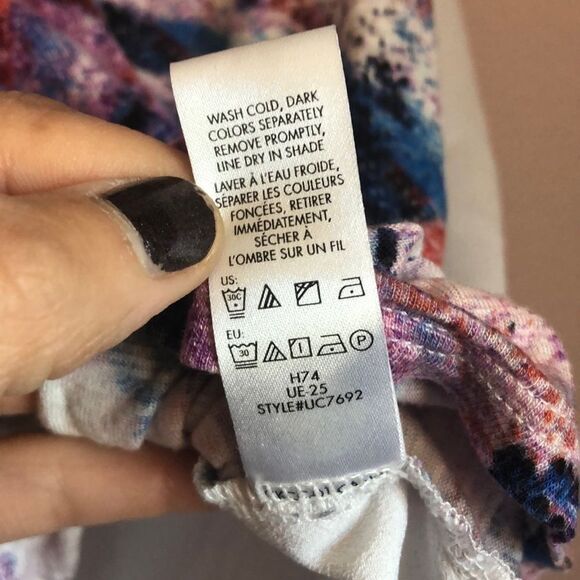 WASH COLD, DARK
COLORS SEPARATELY
REMOVE PROMPTLY,
LINE DRY IN SHADE
LAVER À L'EAU FROIDE,
SÉPARER LES COULEURS
FONCÉES, RETIRER
IMMÉDIATEMENT,
SÉCHER À
L'OMBRE SUR UN FIL
US:
30C
EU:
30 P
H74
UE-25
STYLE#UC7692